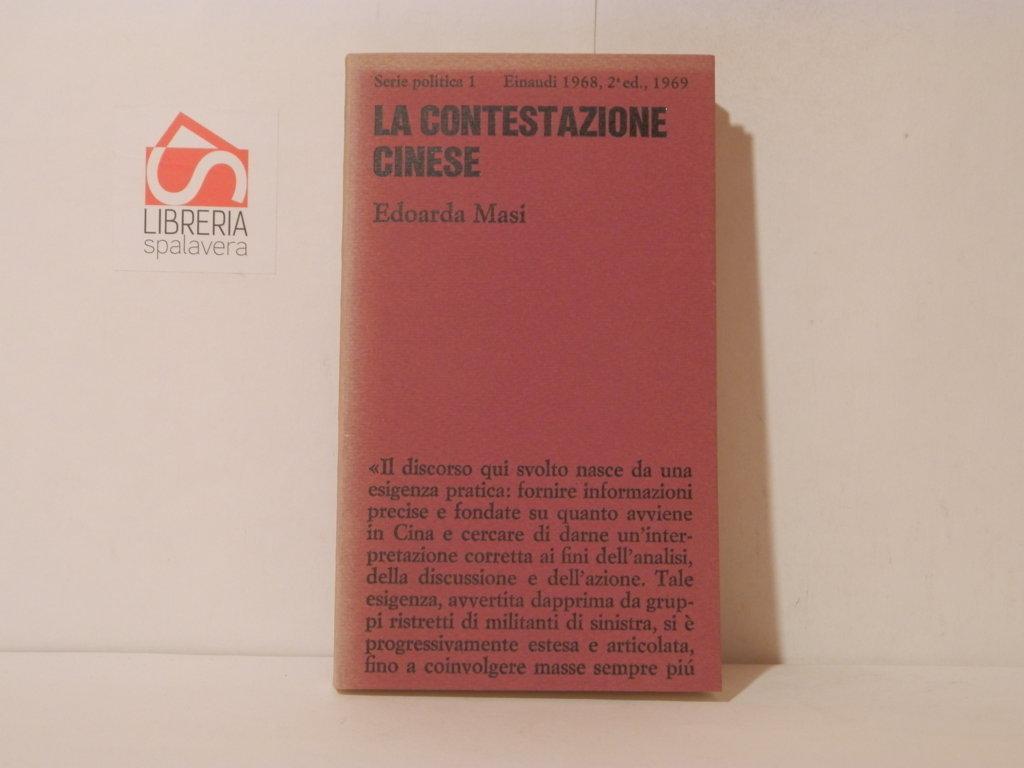 Serie politica 1 Einaudi 1968, 2ª ed., 1969
LA CONTESTAZIONE
CINESE
Edoarda Masi
«Il discorso qui svolto nasce da una
esigenza pratica: fornire informazioni
precise e fondate su quanto avviene
in Cina e cercare di darne un'inter-
pretazione corretta ai fini dell'analisi,
della discussione e dell'azione. Tale
esigenza, avvertita dapprima da grup-
pi ristretti di militanti di sinistra, si è
progressivamente estesa e articolata,
fino a coinvolgere masse sempre piú
LIBRERIA
spalavera